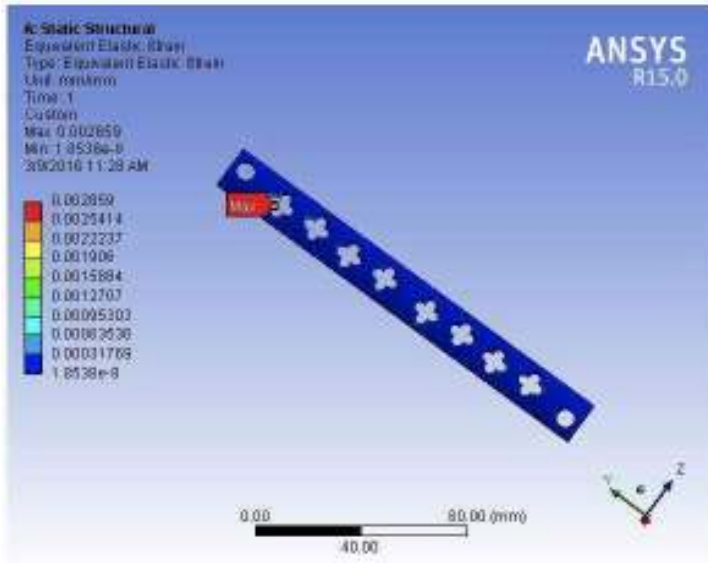 A: Static Structural
Equivalent Elastic Strain
Type: Equivalent Elastic Strain
Unit: mm/mm
Time: 1
Custom
Max: 0.002859
Min: 1.8538e-8
3/9/2016 11:28 AM
0.002859
0.0025414
0.0022237
0.001906
0.0015884
0.0012707
0.00095303
0.00063536
0.00031769
1.8538e-8
Max
ANSYS
R15.0
0.00
80.00 (mm)
40.00
Y
Z